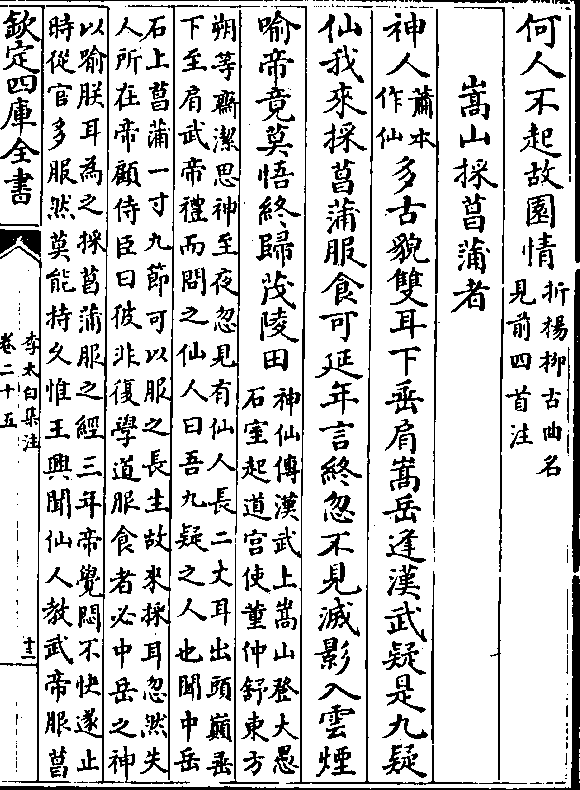 何人不起故園情折楊柳古曲名
見前四首注
嵩山採菖蒲者
神人蕭本
作仙多古貌雙耳下垂肩嵩岳逢漢武疑是九疑
仙我來採菖蒲服食可延年言終忽不見滅影入雲煙
喻帝竟莫悟終歸茂陵田神仙傳漢武上嵩山登大愚
石室起道宫使董仲舒東方
朔等齋潔思神至夜忽見有仙人長二丈耳出頭巔垂
下至肩武帝禮而問之仙人曰吾九疑之人也聞中岳
石上菖蒲一寸九節可以服之長生故來採耳忽然失
人所在帝顧侍臣曰彼非復學道服食者必中岳之神
以喻朕耳為之採菖蒲服之經三年帝覺悶不快遂止
時從官多服然莫能持久惟王興聞仙人教武帝服菖
欽定四庫全書
李太白集注
卷二十五
十三